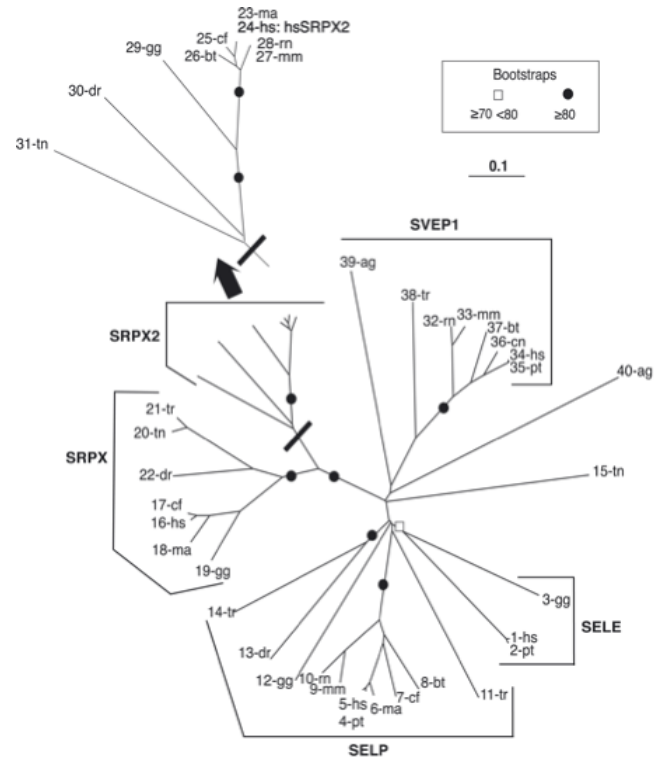 23-ma
24-hs: hsSRPX2
25-cf
28-rn
26-bt
27-mm
29-gg
30-dr
31-tn
Bootstraps
≥70 <80
≥80
0.1
SVEP1
39-ag
38-tr
33-mm
32-rn
37-bt
36-cn
34-hs
35-pt
40-ag
15-tn
SRPX2
SRPX
21-tr
20-tn
22-dr
17-cf
16-hs
18-ma
19-gg
14-tr
13-dr
12-gg
10-rn
9-mm
5-hs
4-pt
6-ma
7-cf
8-bt
11-tr
3-gg
1-hs
2-pt
SELE
SELP